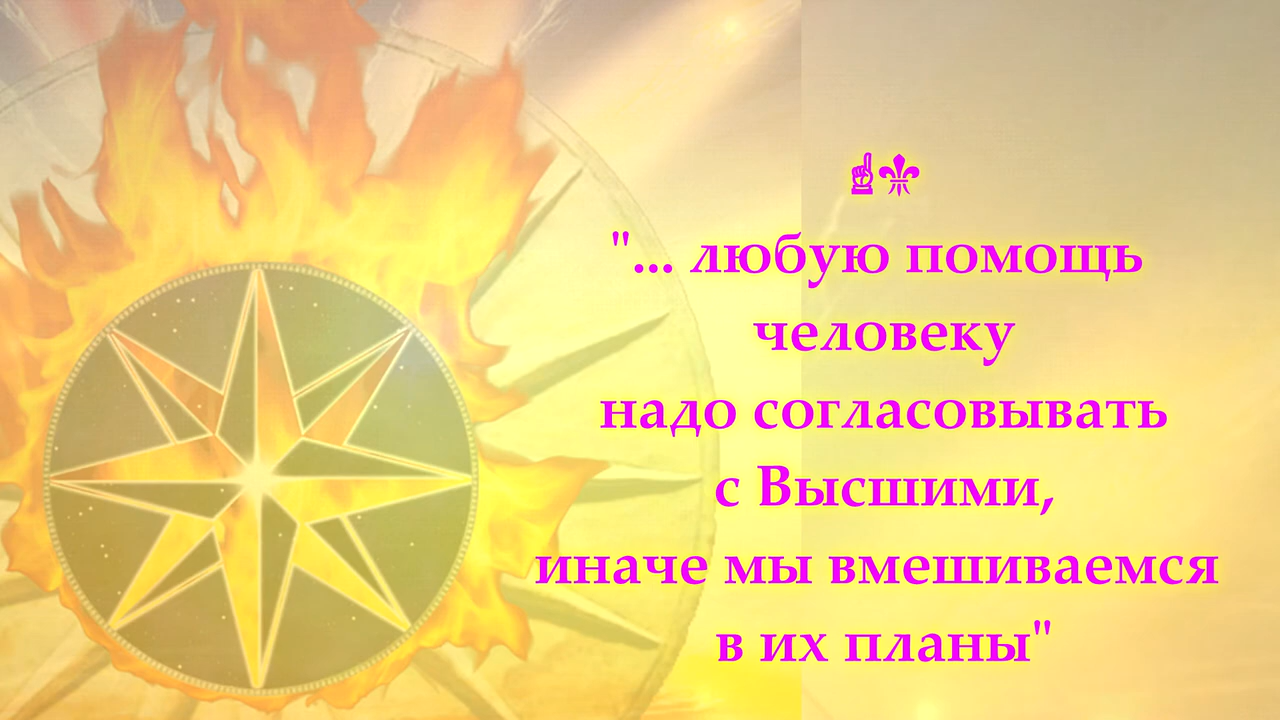 ☝⚜
"... любую помощь
человеку
надо согласовывать
с Высшими,
иначе мы вмешиваемся
в их планы"